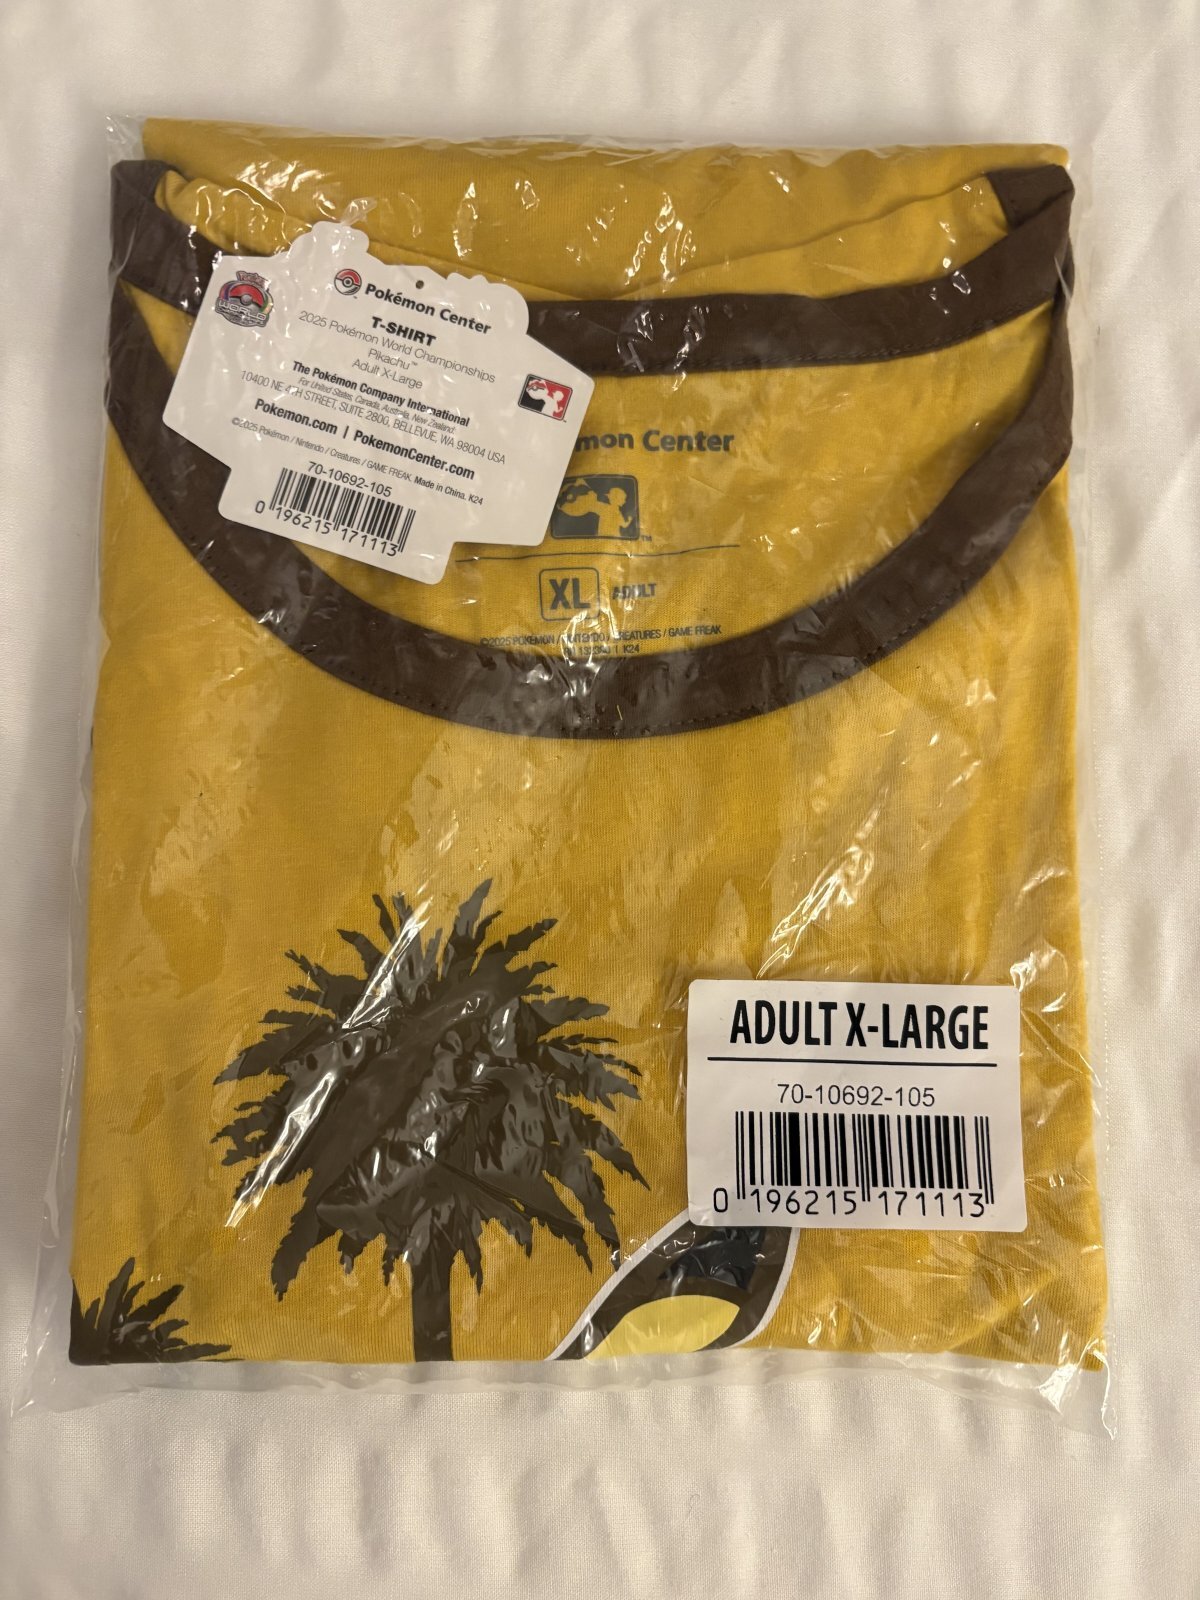 Pokémon Center
T-SHIRT
2025 Pokémon World Championships
Pikachu™
Adult X-Large
The Pokémon Company International
For United States, Canada, Australia, New Zealand:
10400 NE 4TH STREET, SUITE 2800, BELLEVUE, WA 98004 USA
Pokemon.com | PokemonCenter.com
©2025 Pokémon / Nintendo / Creatures / GAME FREAK. Made in China. K24
70-10692-105
0 196215 171113
WORLD
mon Center
XL ADULT
©2025 POKÉMON / NINTENDO / CREATURES / GAME FREAK
K24
ADULT X-LARGE
70-10692-105
0 196215 171113